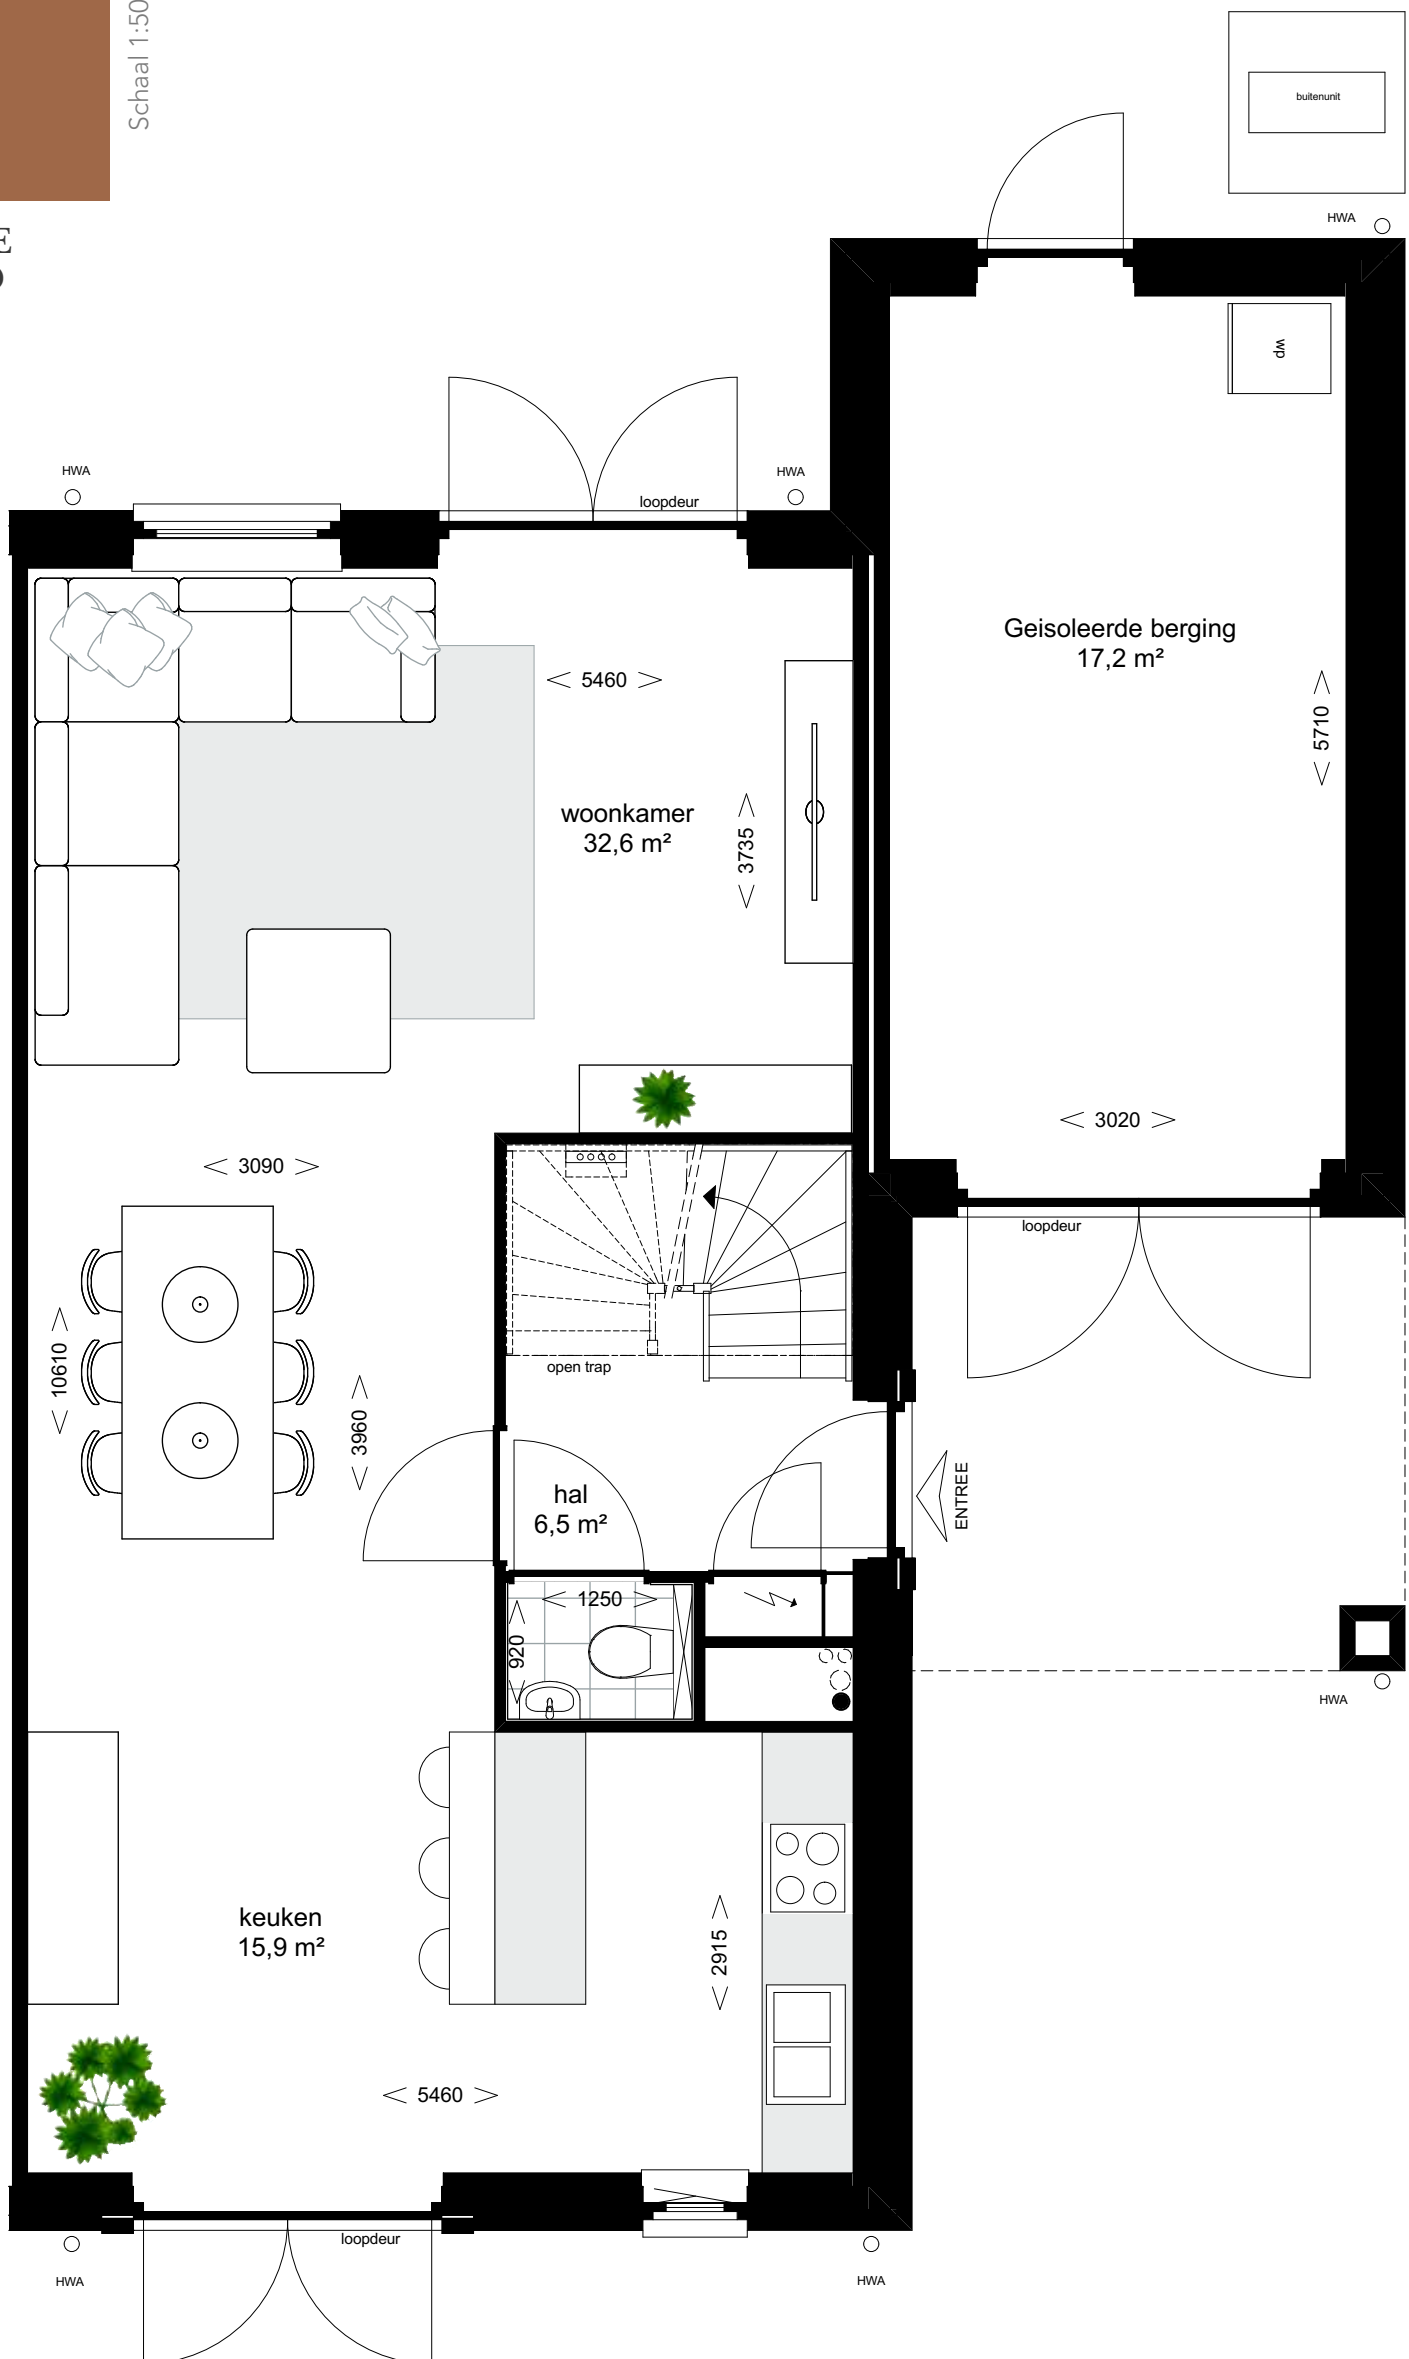 Schaal 1:50
E
buitenunit
HWA
wp
HWA
HWA
loopdeur
Geisoleerde berging
17,2 m²
5460
5710
woonkamer
32,6 m²
3735
3020
3090
loopdeur
open trap
10610
3960
hal
6,5 m²
ENTREE
1250
920
HWA
keuken
15,9 m²
2915
5460
loopdeur
HWA
HWA